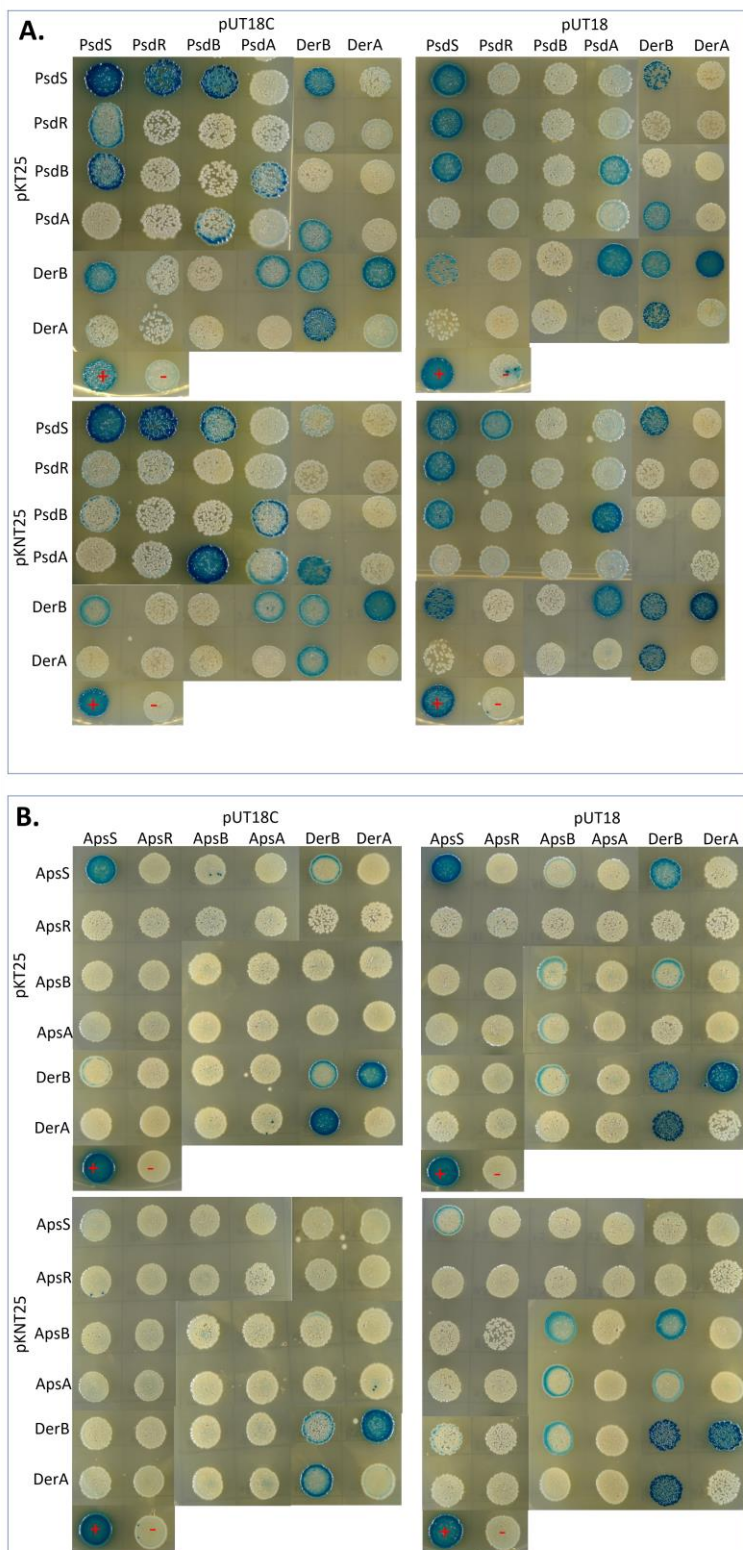 A.
pUT18C pUT18
PsdS PsdR PsdB PsdA DerB DerA PsdS PsdR PsdB PsdA DerB DerA
pKT25
PsdS
PsdR
PsdB
PsdA
DerB
DerA
+ - + -
pKNT25
PsdS
PsdR
PsdB
PsdA
DerB
DerA
+ - + -
B.
pUT18C pUT18
ApsS ApsR ApsB ApsA DerB DerA ApsS ApsR ApsB ApsA DerB DerA
pKT25
ApsS
ApsR
ApsB
ApsA
DerB
DerA
+ - + -
pKNT25
ApsS
ApsR
ApsB
ApsA
DerB
DerA
+ - + -